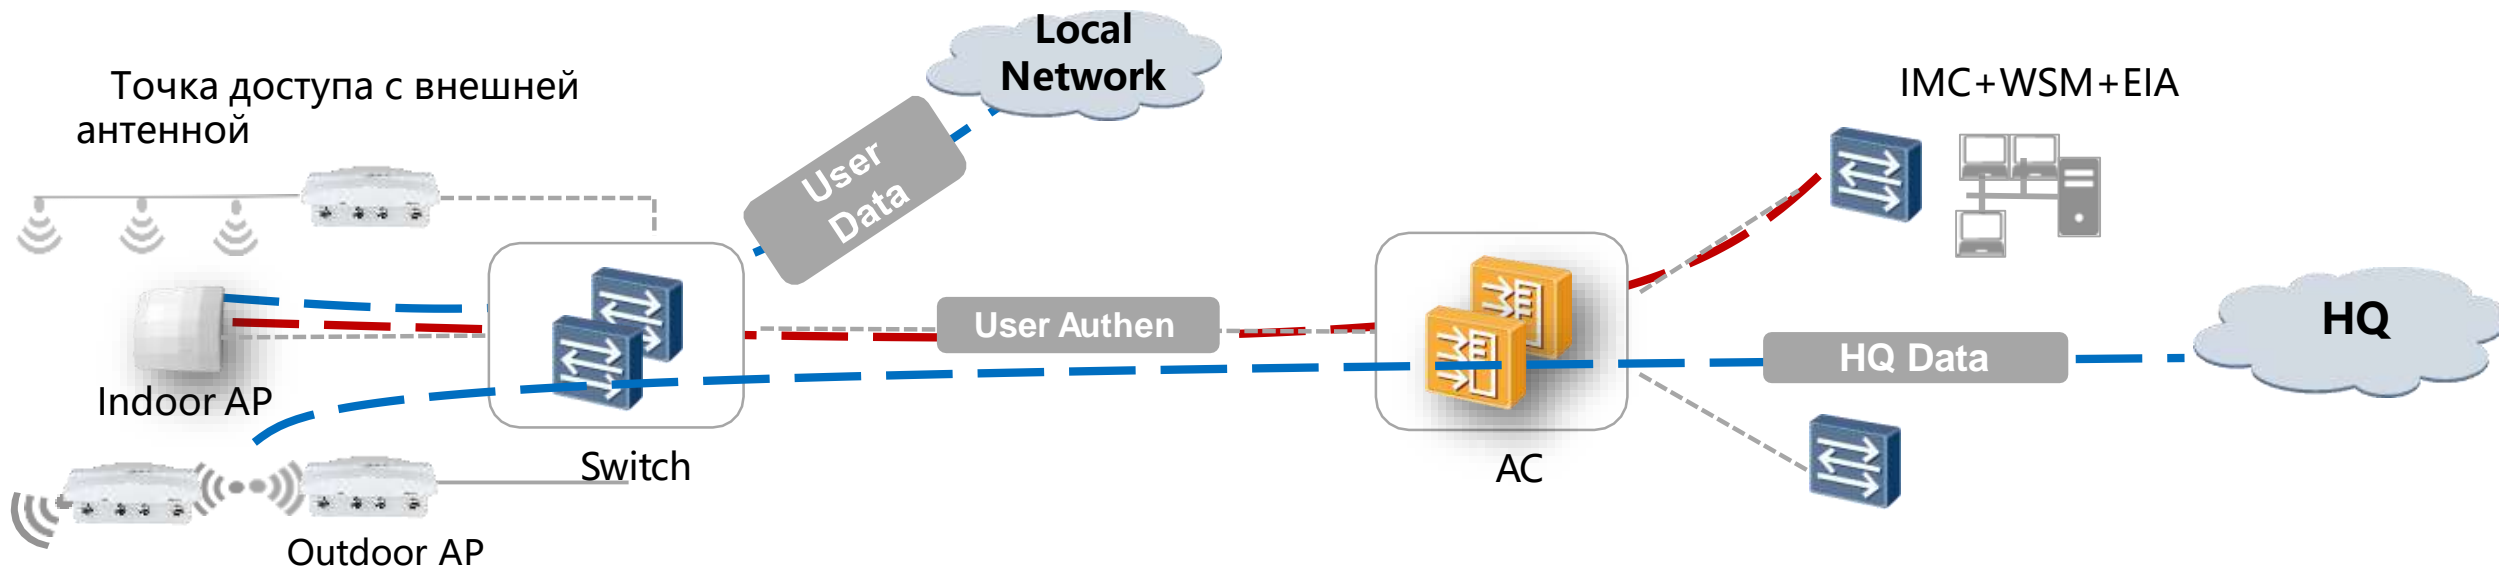 Local
Network
Точка доступа с внешней
антенной
IMC+WSM+EIA
User
Data
User Authen
HQ
HQ Data
Indoor AP
Switch
AC
Outdoor AP